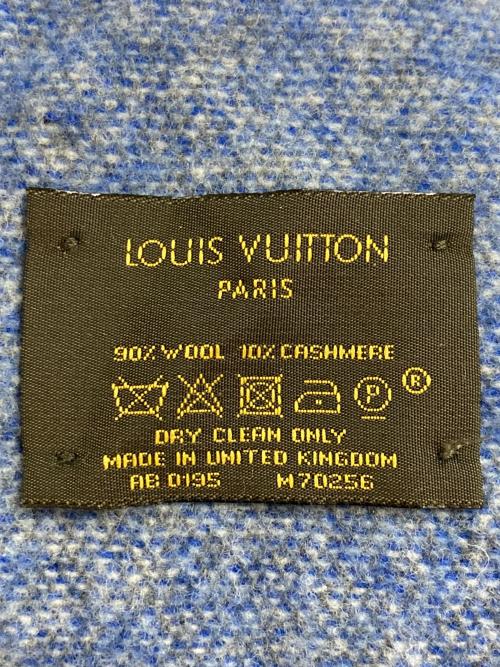 LOUIS VUITTON
PARIS
90% WOOL 10% CASHMERE
P ®
DRY CLEAN ONLY
MADE IN UNITED KINGDOM
AB 0195 M70256